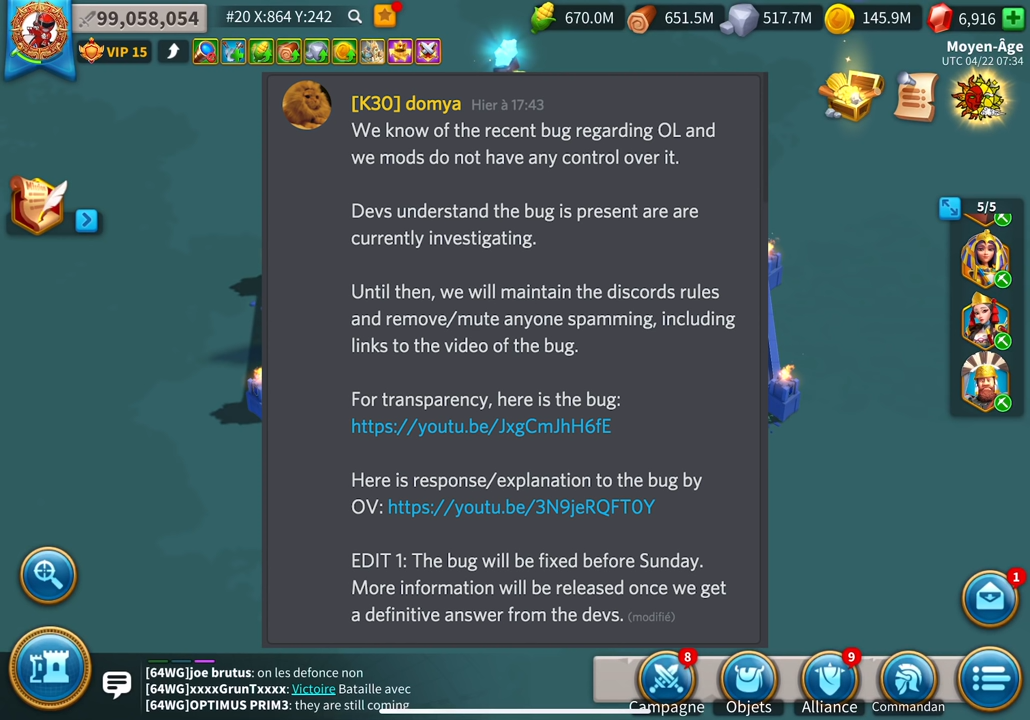 99,058,054
#20 X:864 Y:242
670.0M
651.5M
517.7M
145.9M
6,916
VIP 15
Moyen-Âge
UTC 04/22 07:34
[K30] domya Hier à 17:43
We know of the recent bug regarding OL and
we mods do not have any control over it.
Devs understand the bug is present are are
currently investigating.
Until then, we will maintain the discords rules
and remove/mute anyone spamming, including
links to the video of the bug.
For transparency, here is the bug:
https://youtu.be/JxgCmJhH6fE
Here is response/explanation to the bug by
OV: https://youtu.be/3N9jeRQFT0Y
EDIT 1: The bug will be fixed before Sunday.
More information will be released once we get
a definitive answer from the devs. (modifié)
5/5
1
[64WG]joe brutus: on les defonce non
[64WG]xxxxGrunTxxxx: Victoire Bataille avec
[64WG]OPTIMUS PRIM3: they are still coming
8
9
Campagne
Objets
Alliance
Commandan